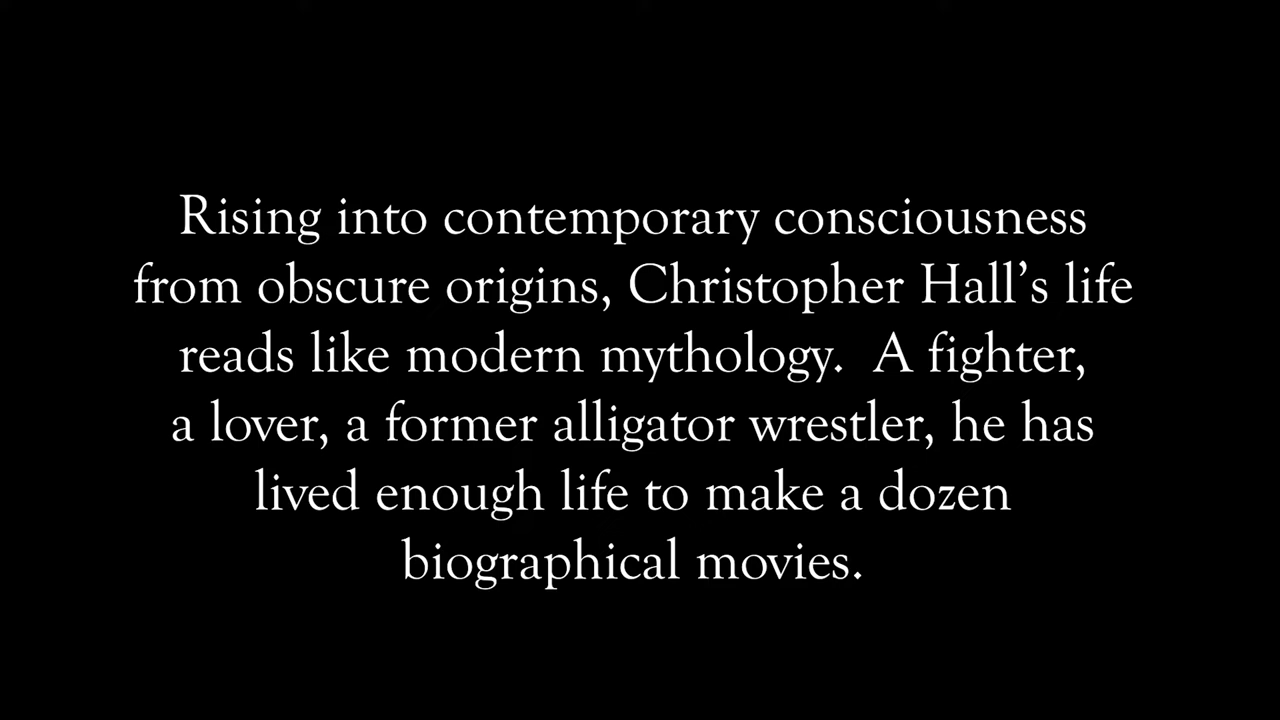 Rising into contemporary consciousness
from obscure origins, Christopher Hall’s life
reads like modern mythology.  A fighter,
a lover, a former alligator wrestler, he has
lived enough life to make a dozen
biographical movies.